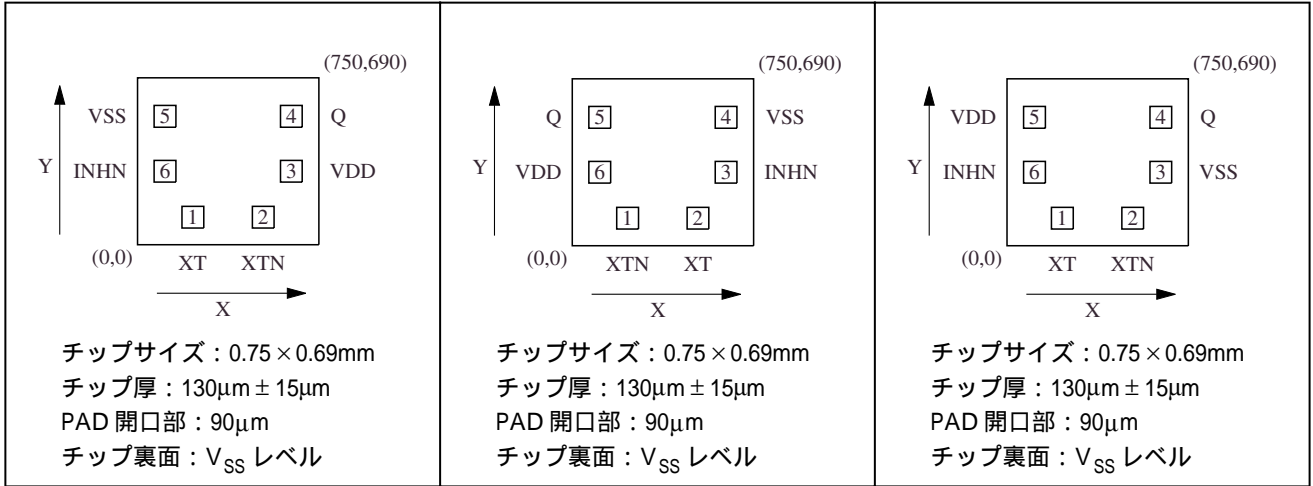 (750,690)
VSS 5 4 Q
Y INHN 6 3 VDD
1 2
(0,0) XT XTN
X
チップサイズ：0.75×0.69mm
チップ厚：130μm±15μm
PAD 開口部：90μm
チップ裏面：VSS レベル
(750,690)
Q 5 4 VSS
Y VDD 6 3 INHN
1 2
(0,0) XTN XT
X
チップサイズ：0.75×0.69mm
チップ厚：130μm±15μm
PAD 開口部：90μm
チップ裏面：VSS レベル
(750,690)
VDD 5 4 Q
Y INHN 6 3 VSS
1 2
(0,0) XT XTN
X
チップサイズ：0.75×0.69mm
チップ厚：130μm±15μm
PAD 開口部：90μm
チップ裏面：VSS レベル